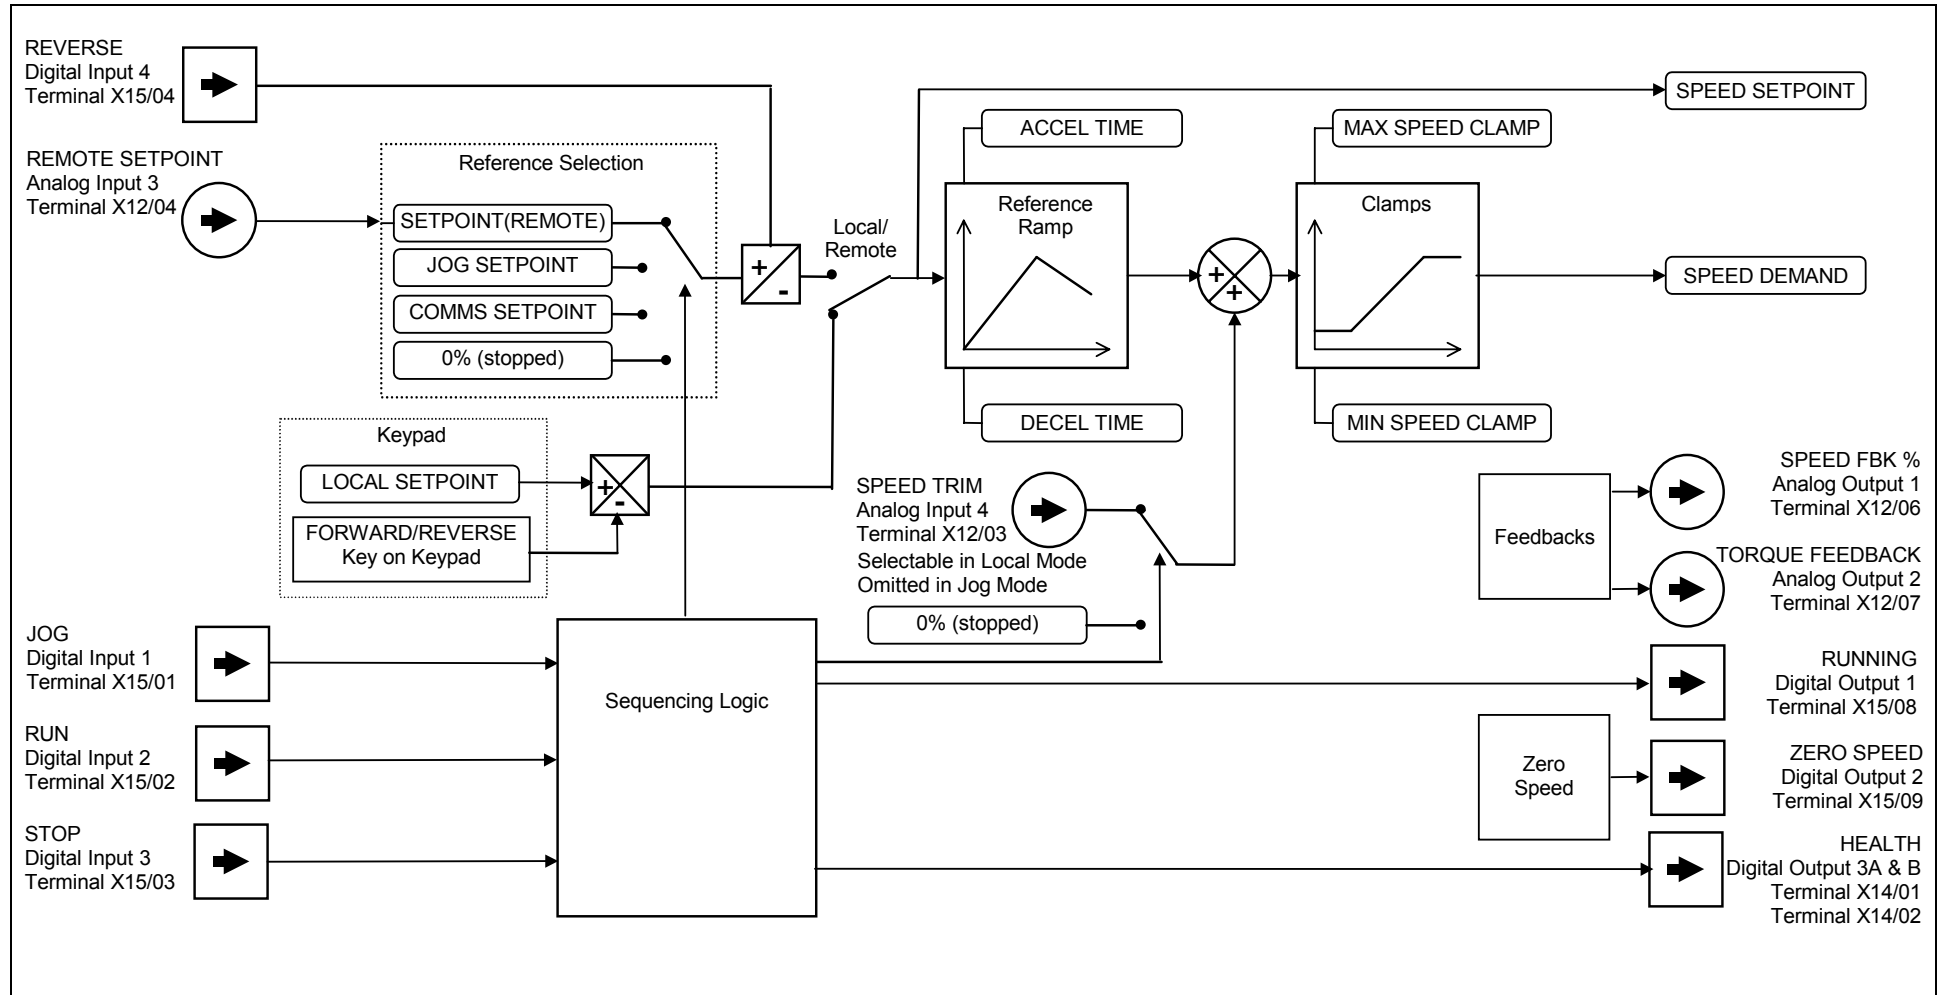 REVERSE
Digital Input 4
Terminal X15/04
REMOTE SETPOINT
Analog Input 3
Terminal X12/04
Reference Selection
SETPOINT(REMOTE)
JOG SETPOINT
COMMS SETPOINT
0% (stopped)
+
-
Local/
Remote
ACCEL TIME
Reference
Ramp
DECEL TIME
+
+
MAX SPEED CLAMP
Clamps
MIN SPEED CLAMP
SPEED SETPOINT
SPEED DEMAND
Keypad
LOCAL SETPOINT
FORWARD/REVERSE
Key on Keypad
+
-
SPEED TRIM
Analog Input 4
Terminal X12/03
Selectable in Local Mode
Omitted in Jog Mode
0% (stopped)
Feedbacks
SPEED FBK %
Analog Output 1
Terminal X12/06
TORQUE FEEDBACK
Analog Output 2
Terminal X12/07
JOG
Digital Input 1
Terminal X15/01
RUN
Digital Input 2
Terminal X15/02
STOP
Digital Input 3
Terminal X15/03
Sequencing Logic
RUNNING
Digital Output 1
Terminal X15/08
Zero
Speed
ZERO SPEED
Digital Output 2
Terminal X15/09
HEALTH
Digital Output 3A & B
Terminal X14/01
Terminal X14/02